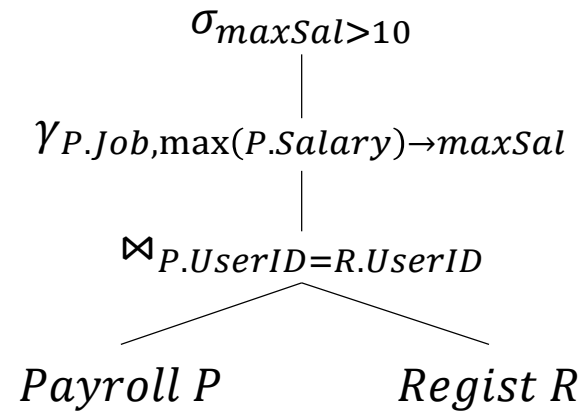 σ_{maxSal>10}
γ_{P.Job,max(P.Salary)→maxSal}
⋈_{P.UserID=R.UserID}
Payroll P
Regist R